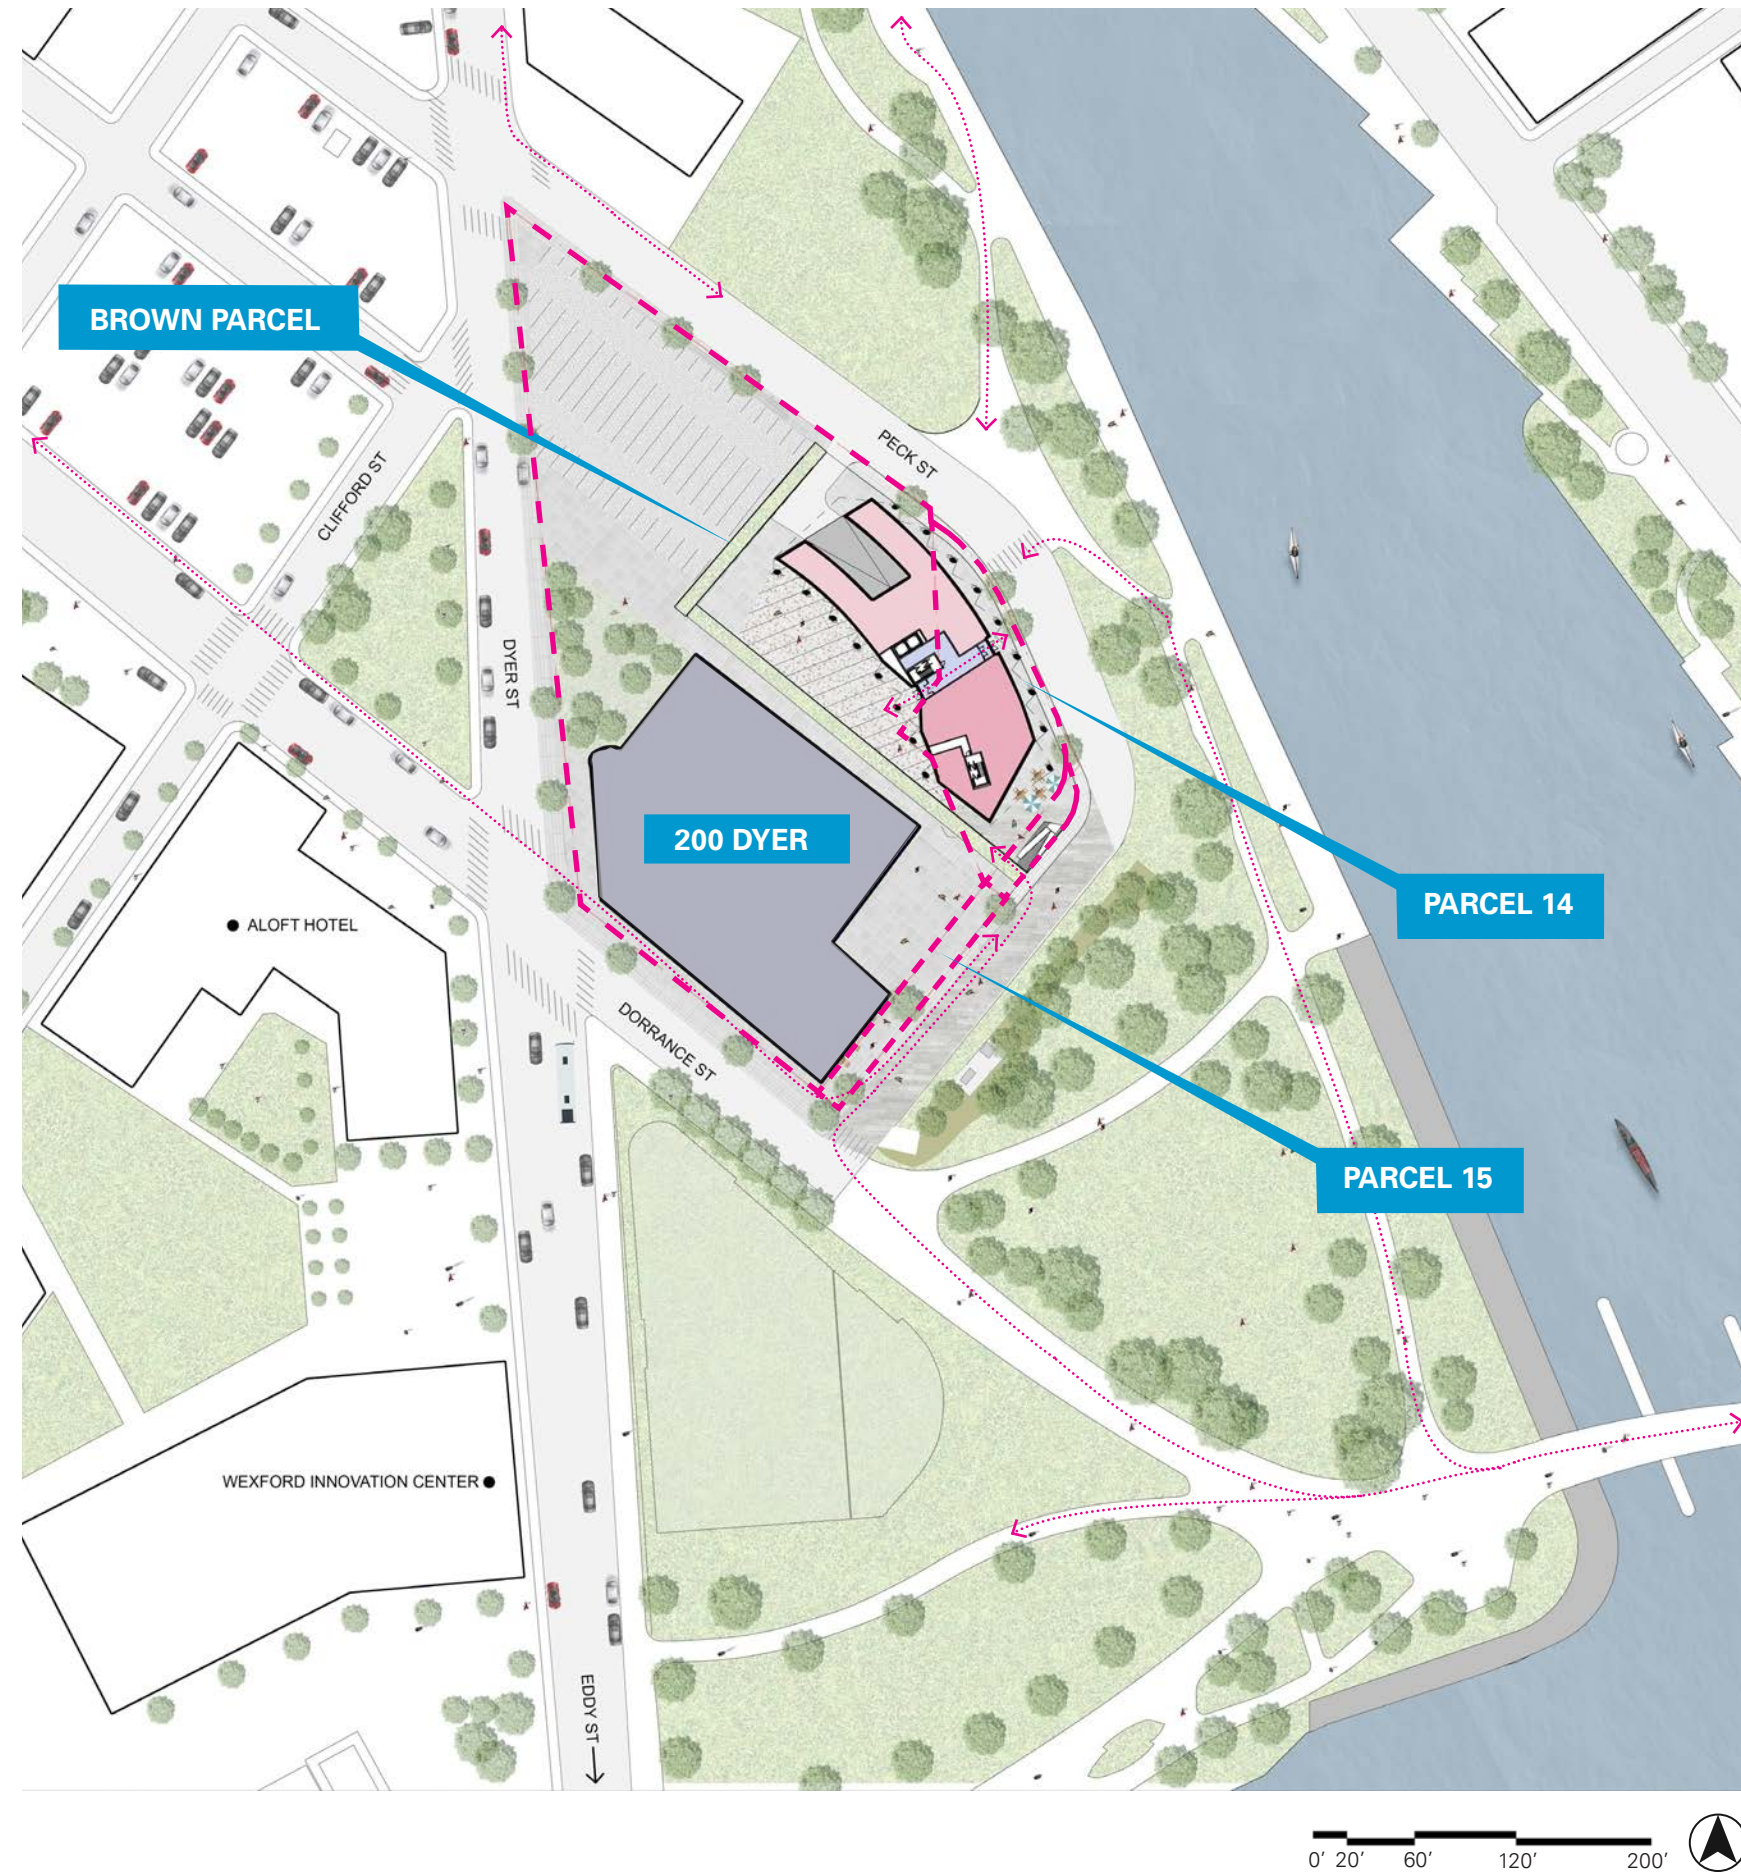 BROWN PARCEL
PECK ST
CLIFFORD ST
DYER ST
200 DYER
PARCEL 14
ALOFT HOTEL
DORRANCE ST
PARCEL 15
WEXFORD INNOVATION CENTER
EDDY ST
0' 20' 60' 120' 200'